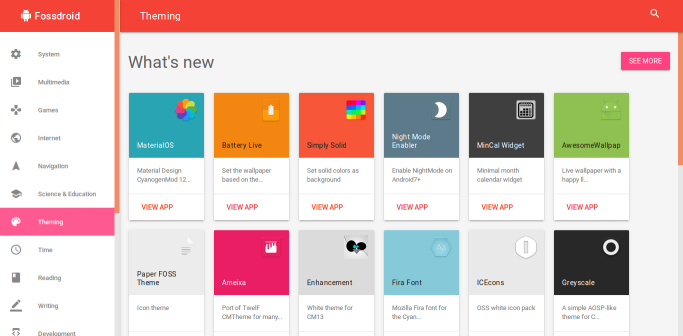 Fossdroid
Theming
System
Multimedia
Games
Internet
Navigation
Science & Education
Theming
Time
Reading
Writing
Development
What's new
SEE MORE
MaterialOS
Material Design
CyanogenMod 12...
VIEW APP
Battery Live
Set the wallpaper
based on the...
VIEW APP
Simply Solid
Set solid colors as
background
VIEW APP
Night Mode
Enabler
Enable NightMode on
Android7+
VIEW APP
MinCal Widget
Minimal month
calendar widget
VIEW APP
AwesomeWallpap
Live wallpaper with a
happy ll...
VIEW APP
Paper FOSS
Theme
Icon theme
Ameixa
Port of TwelF
CMTheme for many...
Enhancement
White theme for
CM13
Fira Font
Mozilla Fira font for
the Cyan...
ICEcons
OSS white icon pack
Greyscale
A simple AOSP-like
theme for C...